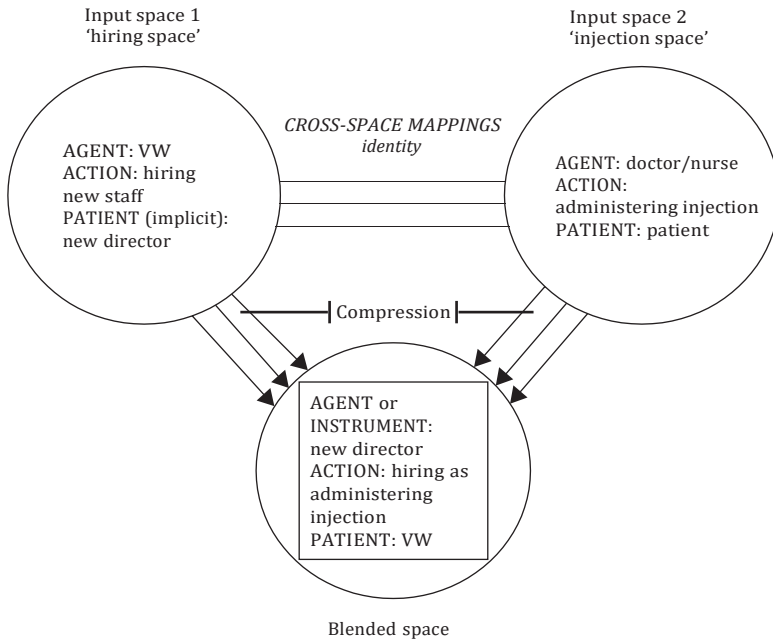 Input space 1
‘hiring space’
Input space 2
‘injection space’
CROSS-SPACE MAPPINGS
identity
AGENT: VW
ACTION: hiring
new staff
PATIENT (implicit):
new director
AGENT: doctor/nurse
ACTION:
administering injection
PATIENT: patient
Compression
AGENT or
INSTRUMENT:
new director
ACTION: hiring as
administering
injection
PATIENT: VW
Blended space